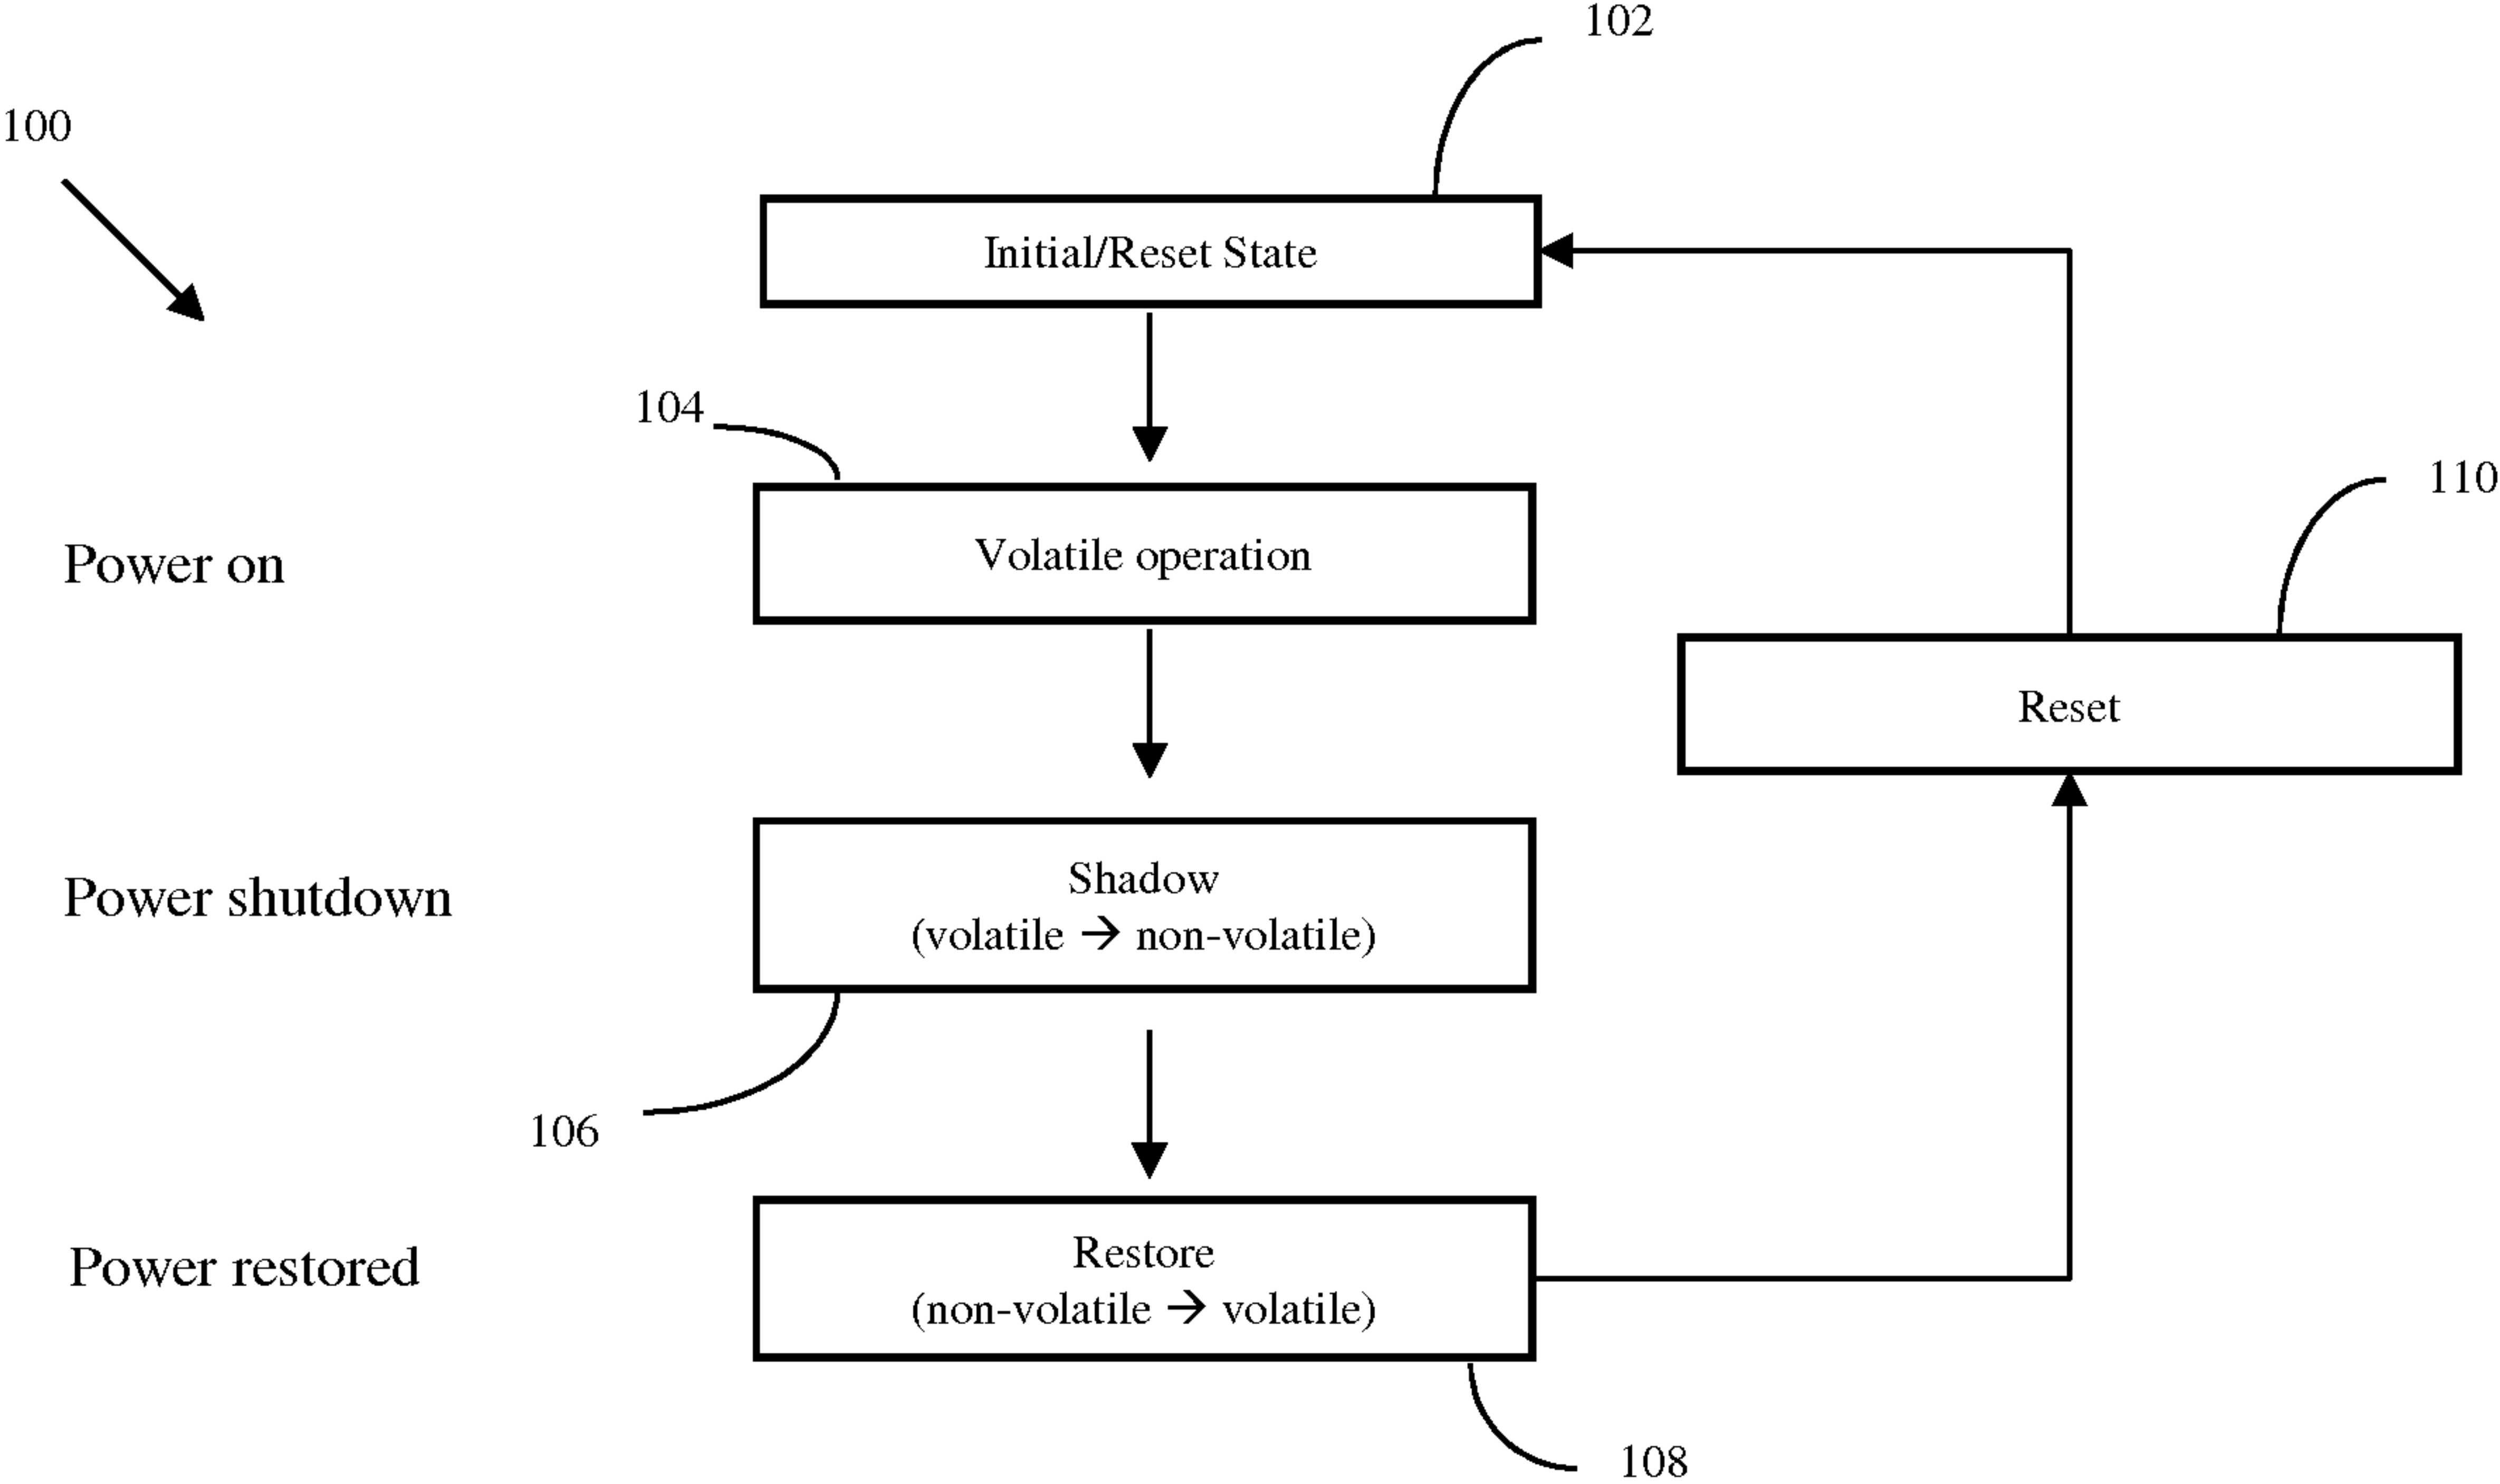 102
100
Initial/Reset State
104
110
Power on
Volatile operation
Reset
Power shutdown
Shadow
(volatile → non-volatile)
106
Power restored
Restore
(non-volatile → volatile)
108